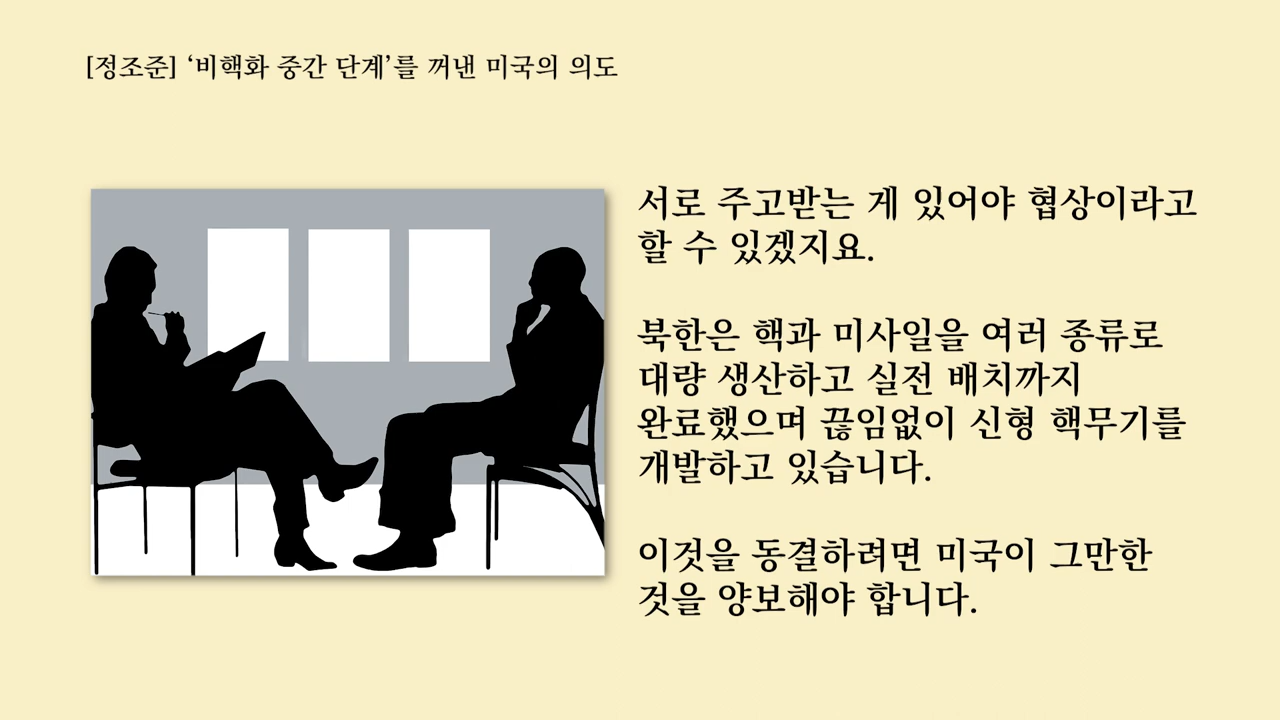 [정조준] ‘비핵화 중간 단계’를 꺼낸 미국의 의도
서로 주고받는 게 있어야 협상이라고
할 수 있겠지요.
북한은 핵과 미사일을 여러 종류로
대량 생산하고 실전 배치까지
완료했으며 끊임없이 신형 핵무기를
개발하고 있습니다.
이것을 동결하려면 미국이 그만한
것을 양보해야 합니다.